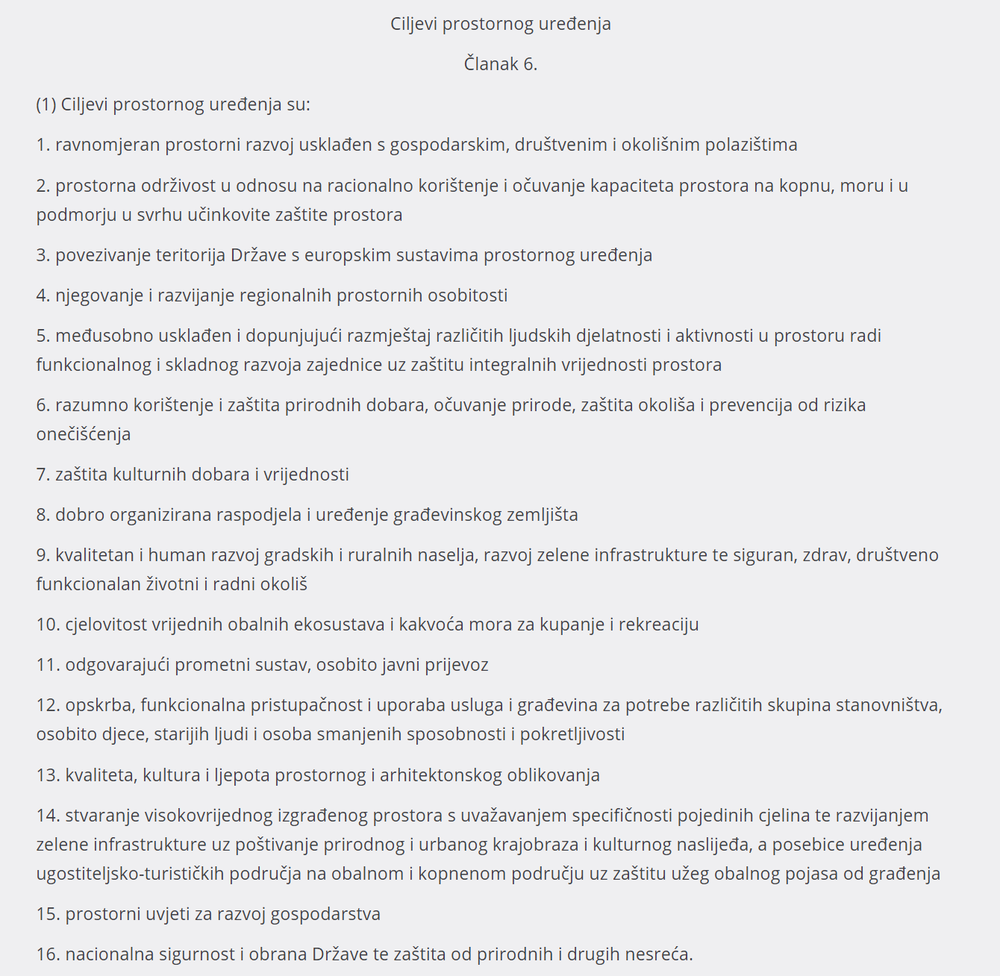 Ciljevi prostornog uređenja
Članak 6.
(1) Ciljevi prostornog uređenja su:
1. ravnomjeran prostorni razvoj usklađen s gospodarskim, društvenim i okolišnim polazištima
2. prostorna održivost u odnosu na racionalno korištenje i očuvanje kapaciteta prostora na kopnu, moru i u
podmorju u svrhu učinkovite zaštite prostora
3. povezivanje teritorija Države s europskim sustavima prostornog uređenja
4. njegovanje i razvijanje regionalnih prostornih osobitosti
5. međusobno usklađen i dopunjujući razmještaj različitih ljudskih djelatnosti i aktivnosti u prostoru radi
funkcionalnog i skladnog razvoja zajednice uz zaštitu integralnih vrijednosti prostora
6. razumno korištenje i zaštita prirodnih dobara, očuvanje prirode, zaštita okoliša i prevencija od rizika
onečišćenja
7. zaštita kulturnih dobara i vrijednosti
8. dobro organizirana raspodjela i uređenje građevinskog zemljišta
9. kvalitetan i human razvoj gradskih i ruralnih naselja, razvoj zelene infrastrukture te siguran, zdrav, društveno
funkcionalan životni i radni okoliš
10. cjelovitost vrijednih obalnih ekosustava i kakvoća mora za kupanje i rekreaciju
11. odgovarajući prometni sustav, osobito javni prijevoz
12. opskrba, funkcionalna pristupačnost i uporaba usluga i građevina za potrebe različitih skupina stanovništva,
osobito djece, starijih ljudi i osoba smanjenih sposobnosti i pokretljivosti
13. kvaliteta, kultura i ljepota prostornog i arhitektonskog oblikovanja
14. stvaranje visokovrijednog izgrađenog prostora s uvažavanjem specifičnosti pojedinih cjelina te razvijanjem
zelene infrastrukture uz poštivanje prirodnog i urbanog krajobraza i kulturnog naslijeđa, a posebice uređenja
ugostiteljsko-turističkih područja na obalnom i kopnenom području uz zaštitu užeg obalnog pojasa od građenja
15. prostorni uvjeti za razvoj gospodarstva
16. nacionalna sigurnost i obrana Države te zaštita od prirodnih i drugih nesreća.